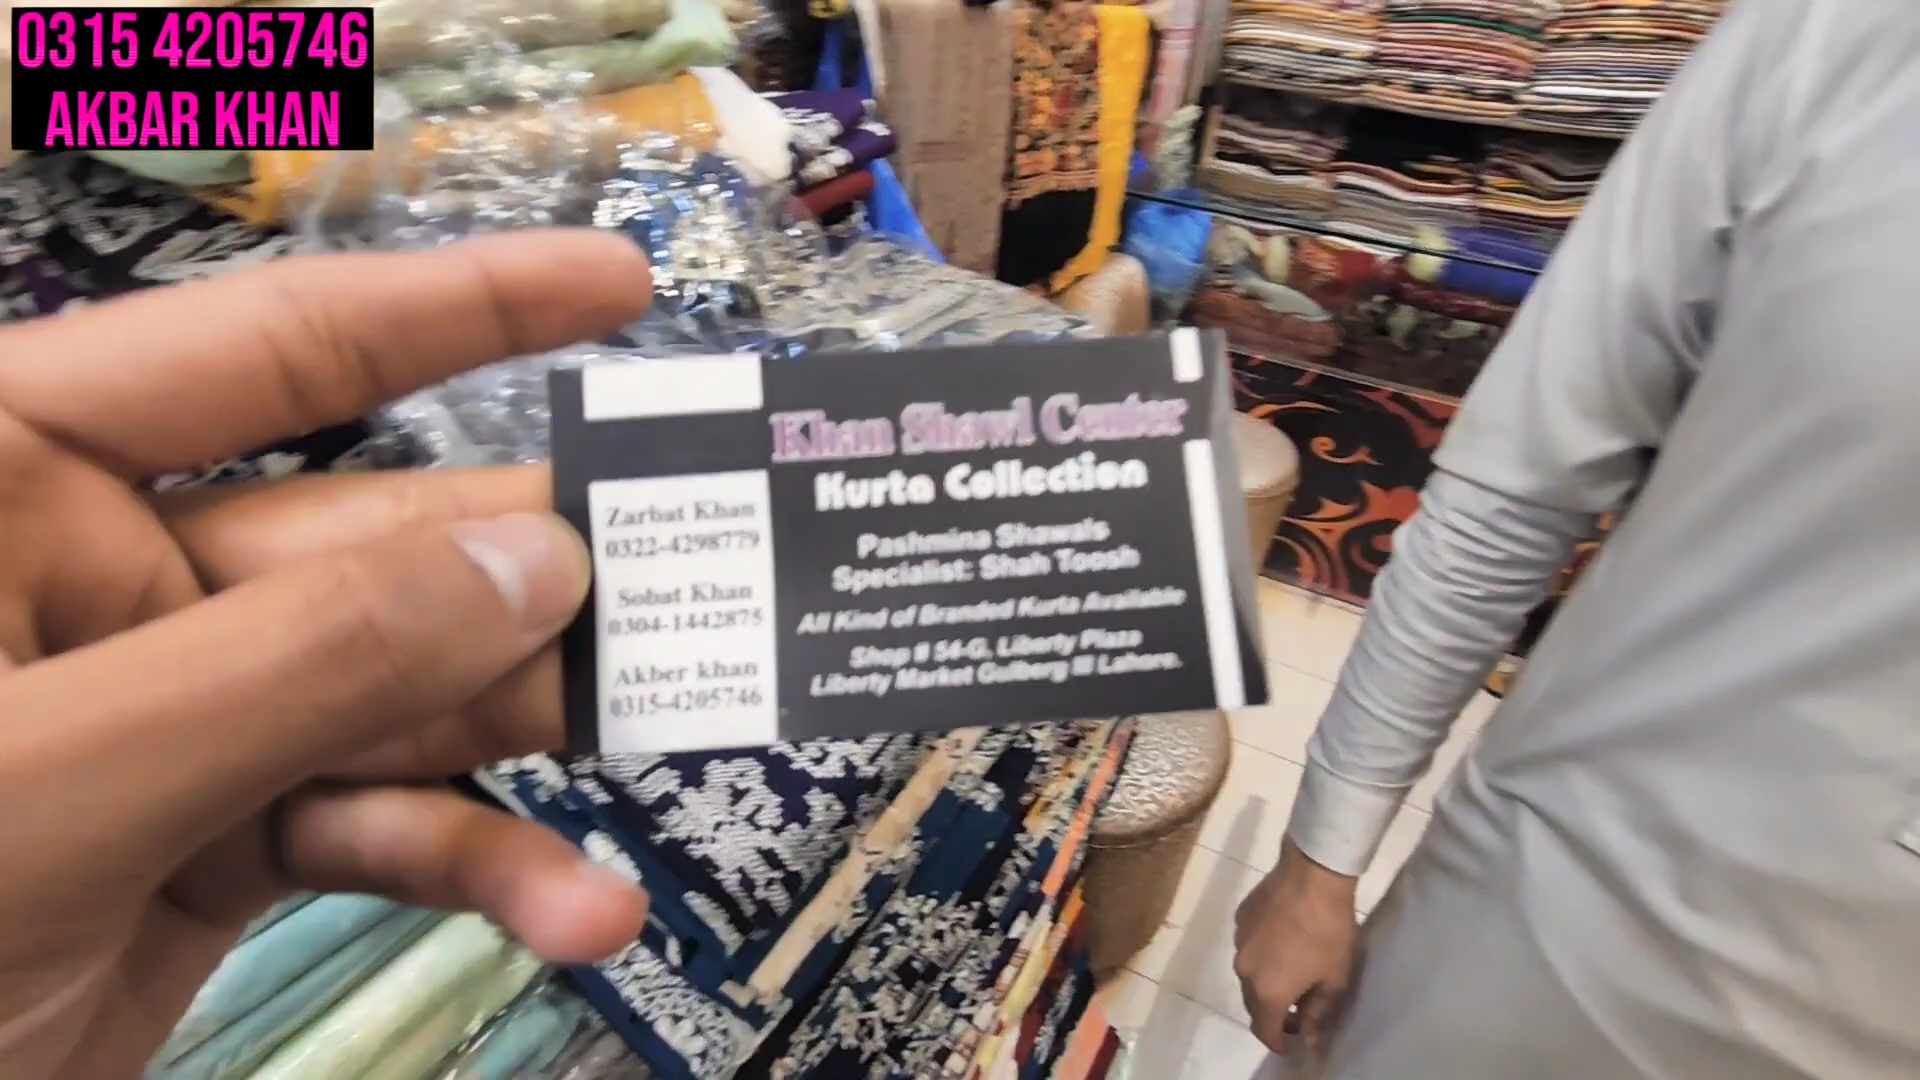 0315 4205746
AKBAR KHAN
Khan Shawl Center
Kurta Collection
Pashmina Shawals
Specialist: Shah Toosh
All Kind of Branded Kurta Available
Shop # 54-G, Liberty Plaza
Liberty Market Gulberg III Lahore.
Zarbat Khan
0322-4298779
Sobat Khan
0304-1442875
Akber khan
0315-4205746